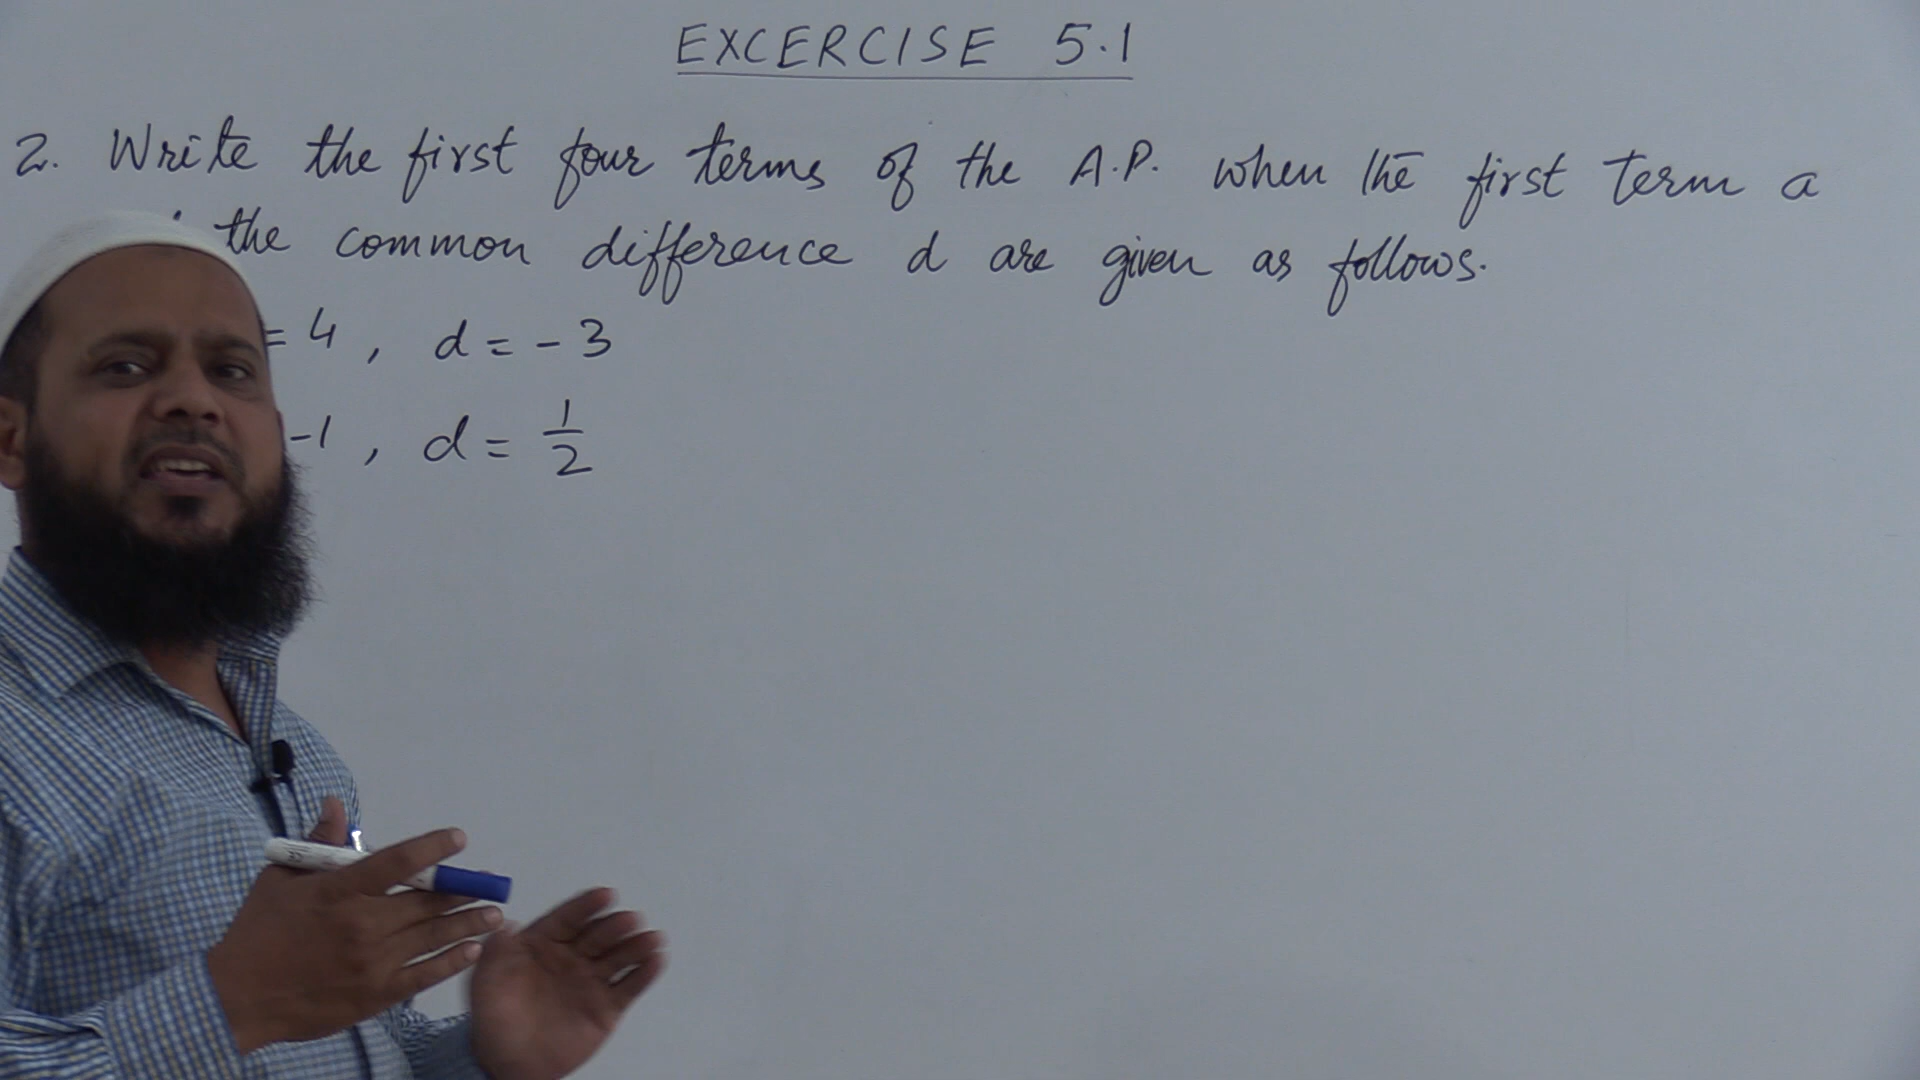 EXCERCISE 5.1
2. Write the first four terms of the A.P. when the first term a
the common difference d are given as follows.
= 4 , d = - 3
-1 , d = 1/2